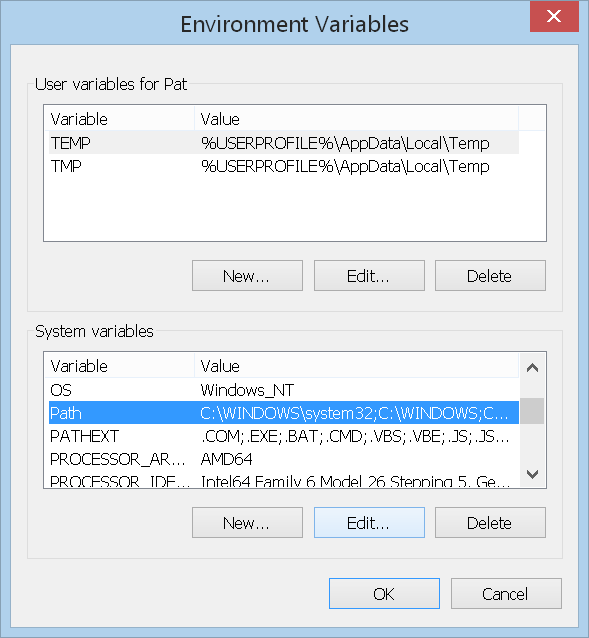 Environment Variables
User variables for Pat
Variable Value
TEMP %USERPROFILE%\AppData\Local\Temp
TMP %USERPROFILE%\AppData\Local\Temp
New... Edit... Delete
System variables
Variable Value
OS Windows_NT
Path C:\WINDOWS\system32;C:\WINDOWS;C...
PATHEXT .COM;.EXE;.BAT;.CMD;.VBS;.VBE;.JS;.JS...
PROCESSOR_AR... AMD64
PROCESSOR_IDE... Intel64 Family 6 Model 26 Stepping 5, Ge...
New... Edit... Delete
OK Cancel